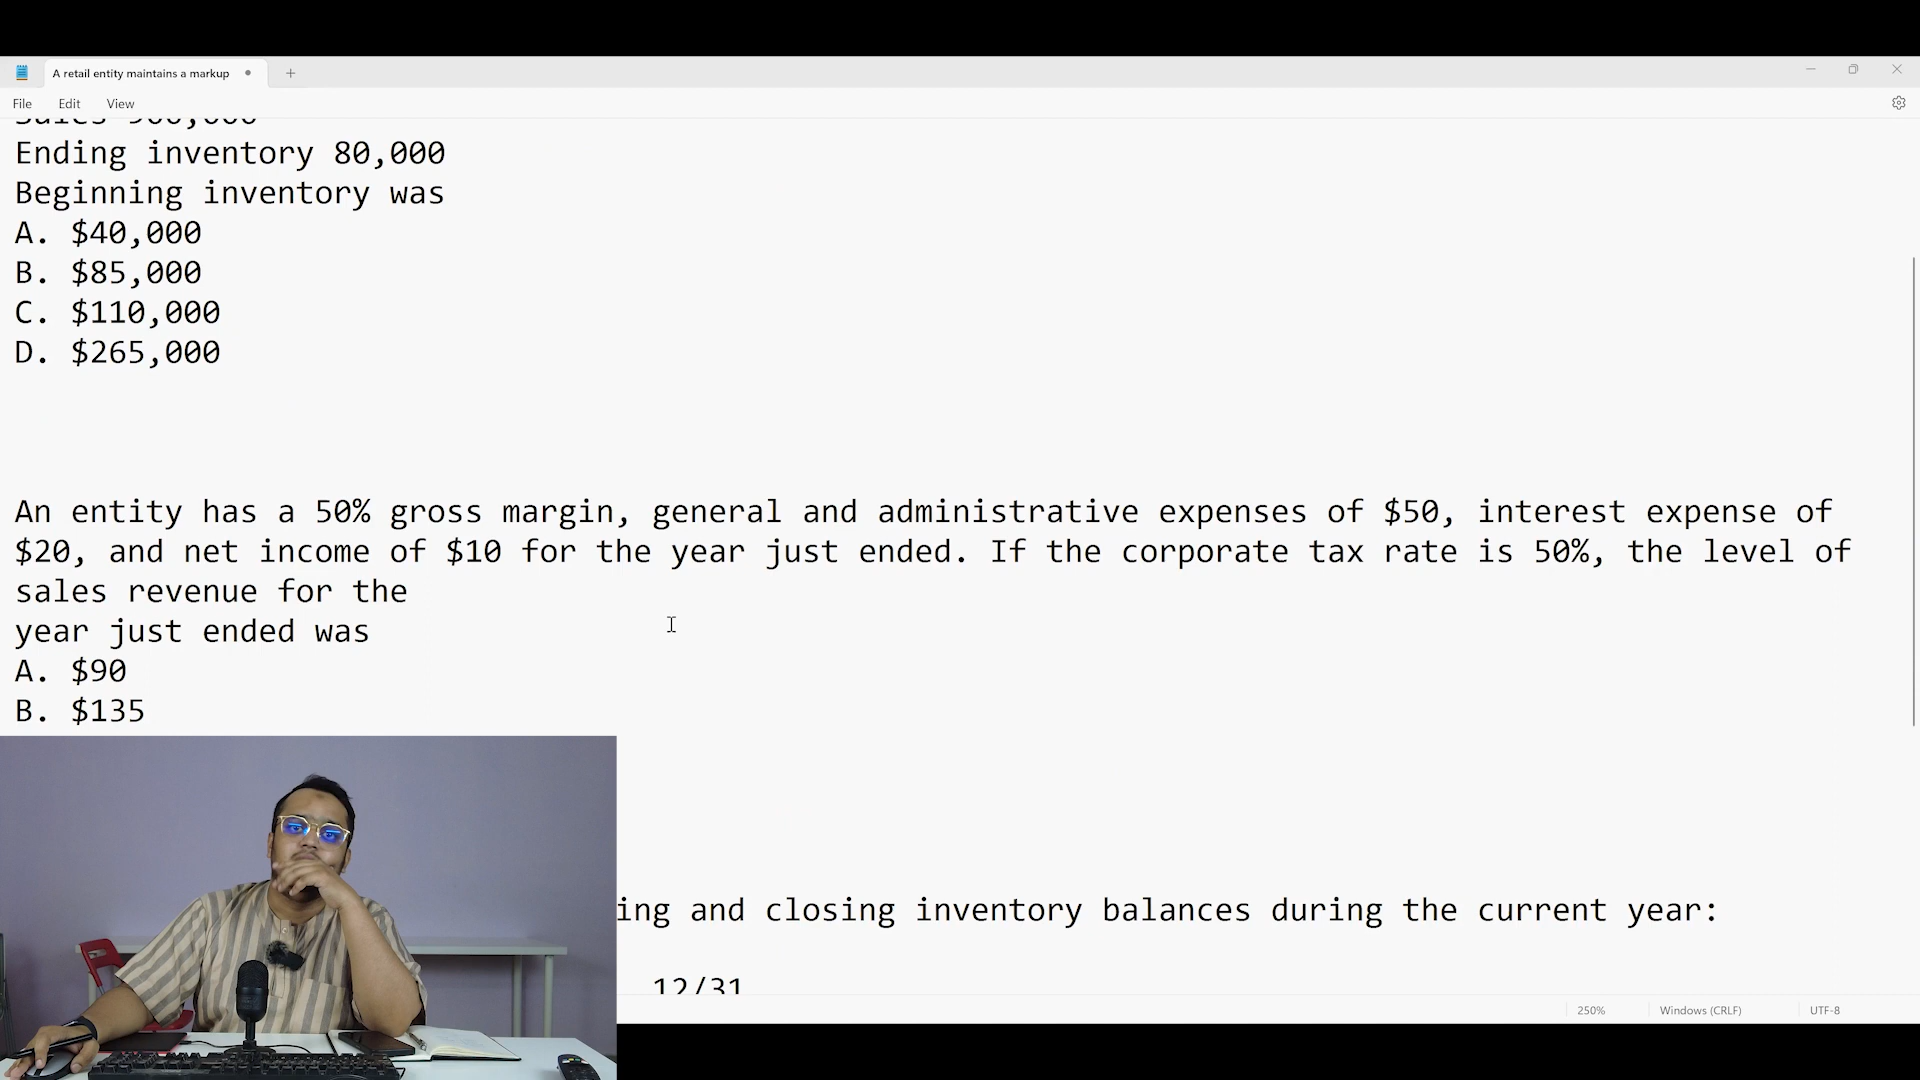 A retail entity maintains a markup
File Edit View
Ending inventory 80,000
Beginning inventory was
A. $40,000
B. $85,000
C. $110,000
D. $265,000
An entity has a 50% gross margin, general and administrative expenses of $50, interest expense of
$20, and net income of $10 for the year just ended. If the corporate tax rate is 50%, the level of
sales revenue for the
year just ended was
A. $90
B. $135
ing and closing inventory balances during the current year:
12/31
250% Windows (CRLF) UTF-8